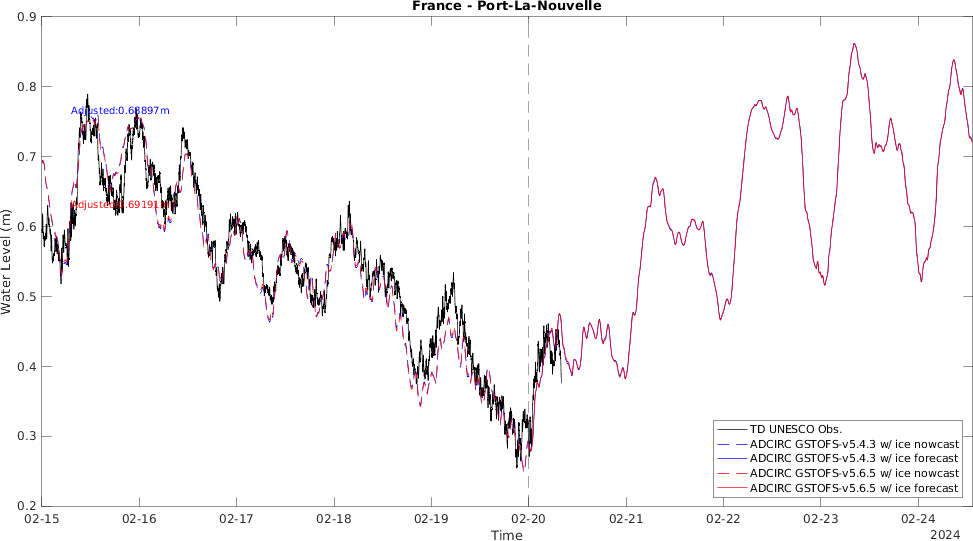 France - Port-La-Nouvelle
Water Level (m)
0.9
0.8
0.7
0.6
0.5
0.4
0.3
0.2
Adjusted:0.68897m
TD UNESCO Obs.
ADCIRC GSTOFS-v5.4.3 w/ ice nowcast
ADCIRC GSTOFS-v5.4.3 w/ ice forecast
ADCIRC GSTOFS-v5.6.5 w/ ice nowcast
ADCIRC GSTOFS-v5.6.5 w/ ice forecast
02-15 02-16 02-17 02-18 02-19 02-20 02-21 02-22 02-23 02-24
Time
2024